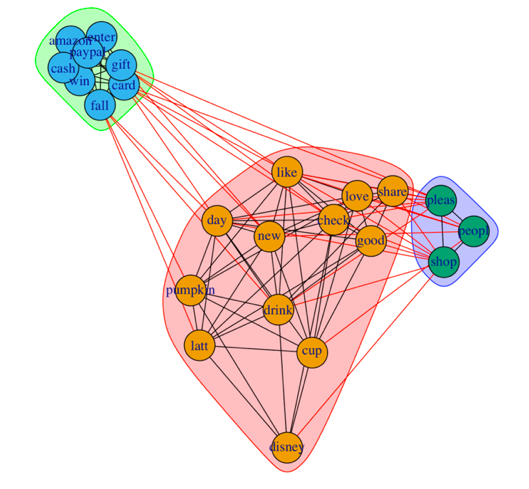 enter
amazon
paypal
gift
cash
win
card
fall
like
share
love
pleas
day
check
new
good
peopl
shop
pumpkin
drink
latt
cup
disney